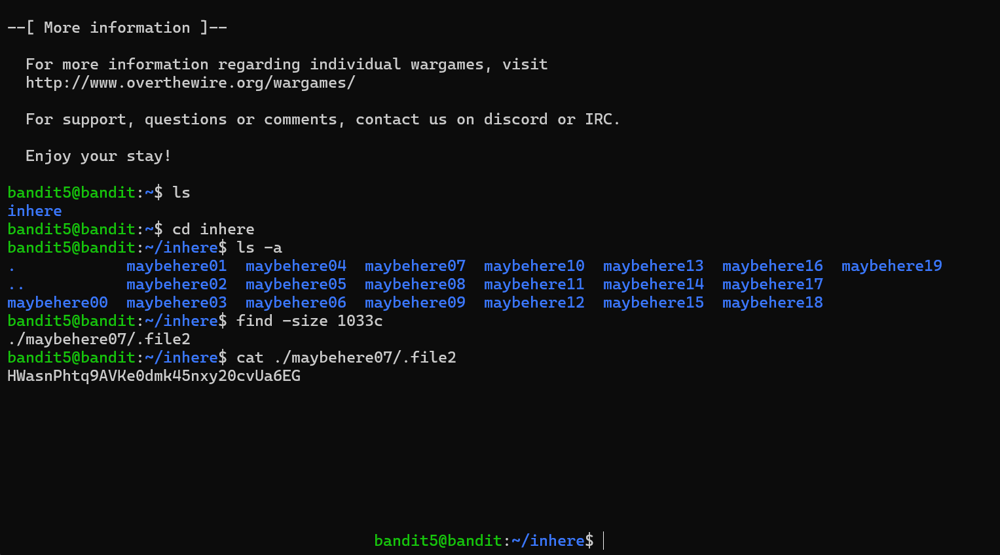 --[ More information ]--
For more information regarding individual wargames, visit
http://www.overthewire.org/wargames/
For support, questions or comments, contact us on discord or IRC.
Enjoy your stay!
bandit5@bandit:~$ ls
inhere
bandit5@bandit:~$ cd inhere
bandit5@bandit:~/inhere$ ls -a
. maybehere01 maybehere04 maybehere07 maybehere10 maybehere13 maybehere16 maybehere19
.. maybehere02 maybehere05 maybehere08 maybehere11 maybehere14 maybehere17
maybehere00 maybehere03 maybehere06 maybehere09 maybehere12 maybehere15 maybehere18
bandit5@bandit:~/inhere$ find -size 1033c
./maybehere07/.file2
bandit5@bandit:~/inhere$ cat ./maybehere07/.file2
HWasnPhtq9AVKe0dmk45nxy20cvUa6EG
bandit5@bandit:~/inhere$